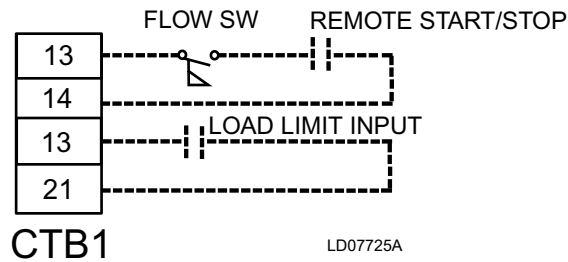 FLOW SW REMOTE START/STOP
13
14
13 LOAD LIMIT INPUT
21
CTB1 LD07725A